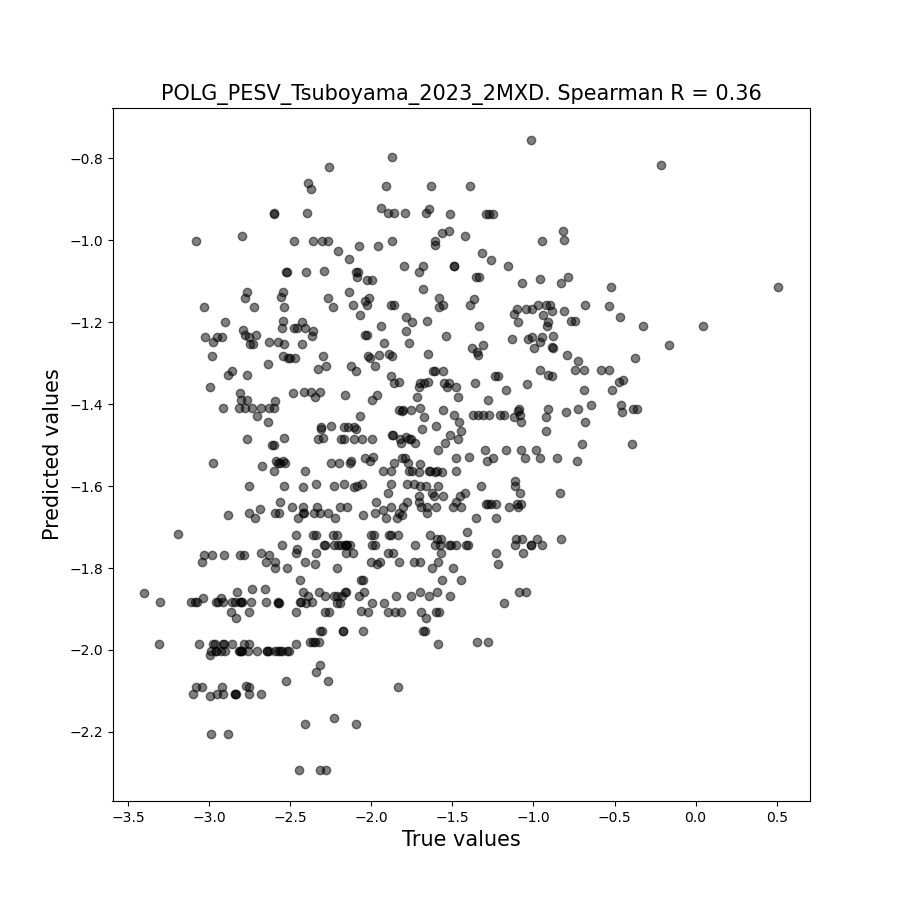 POLG_PESV_Tsuboyama_2023_2MXD. Spearman R = 0.36
−0.8
−1.0
−1.2
−1.4
−1.6
−1.8
−2.0
−2.2
Predicted values
−3.5 −3.0 −2.5 −2.0 −1.5 −1.0 −0.5 0.0 0.5
True values